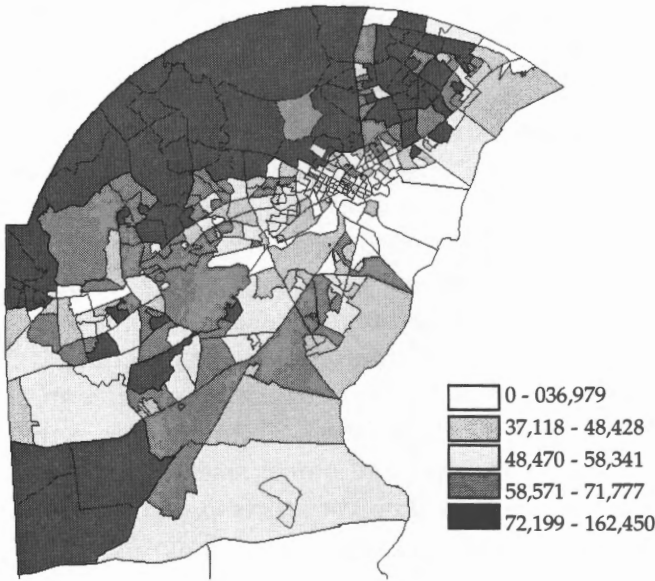 0 - 036,979
37,118 - 48,428
48,470 - 58,341
58,571 - 71,777
72,199 - 162,450